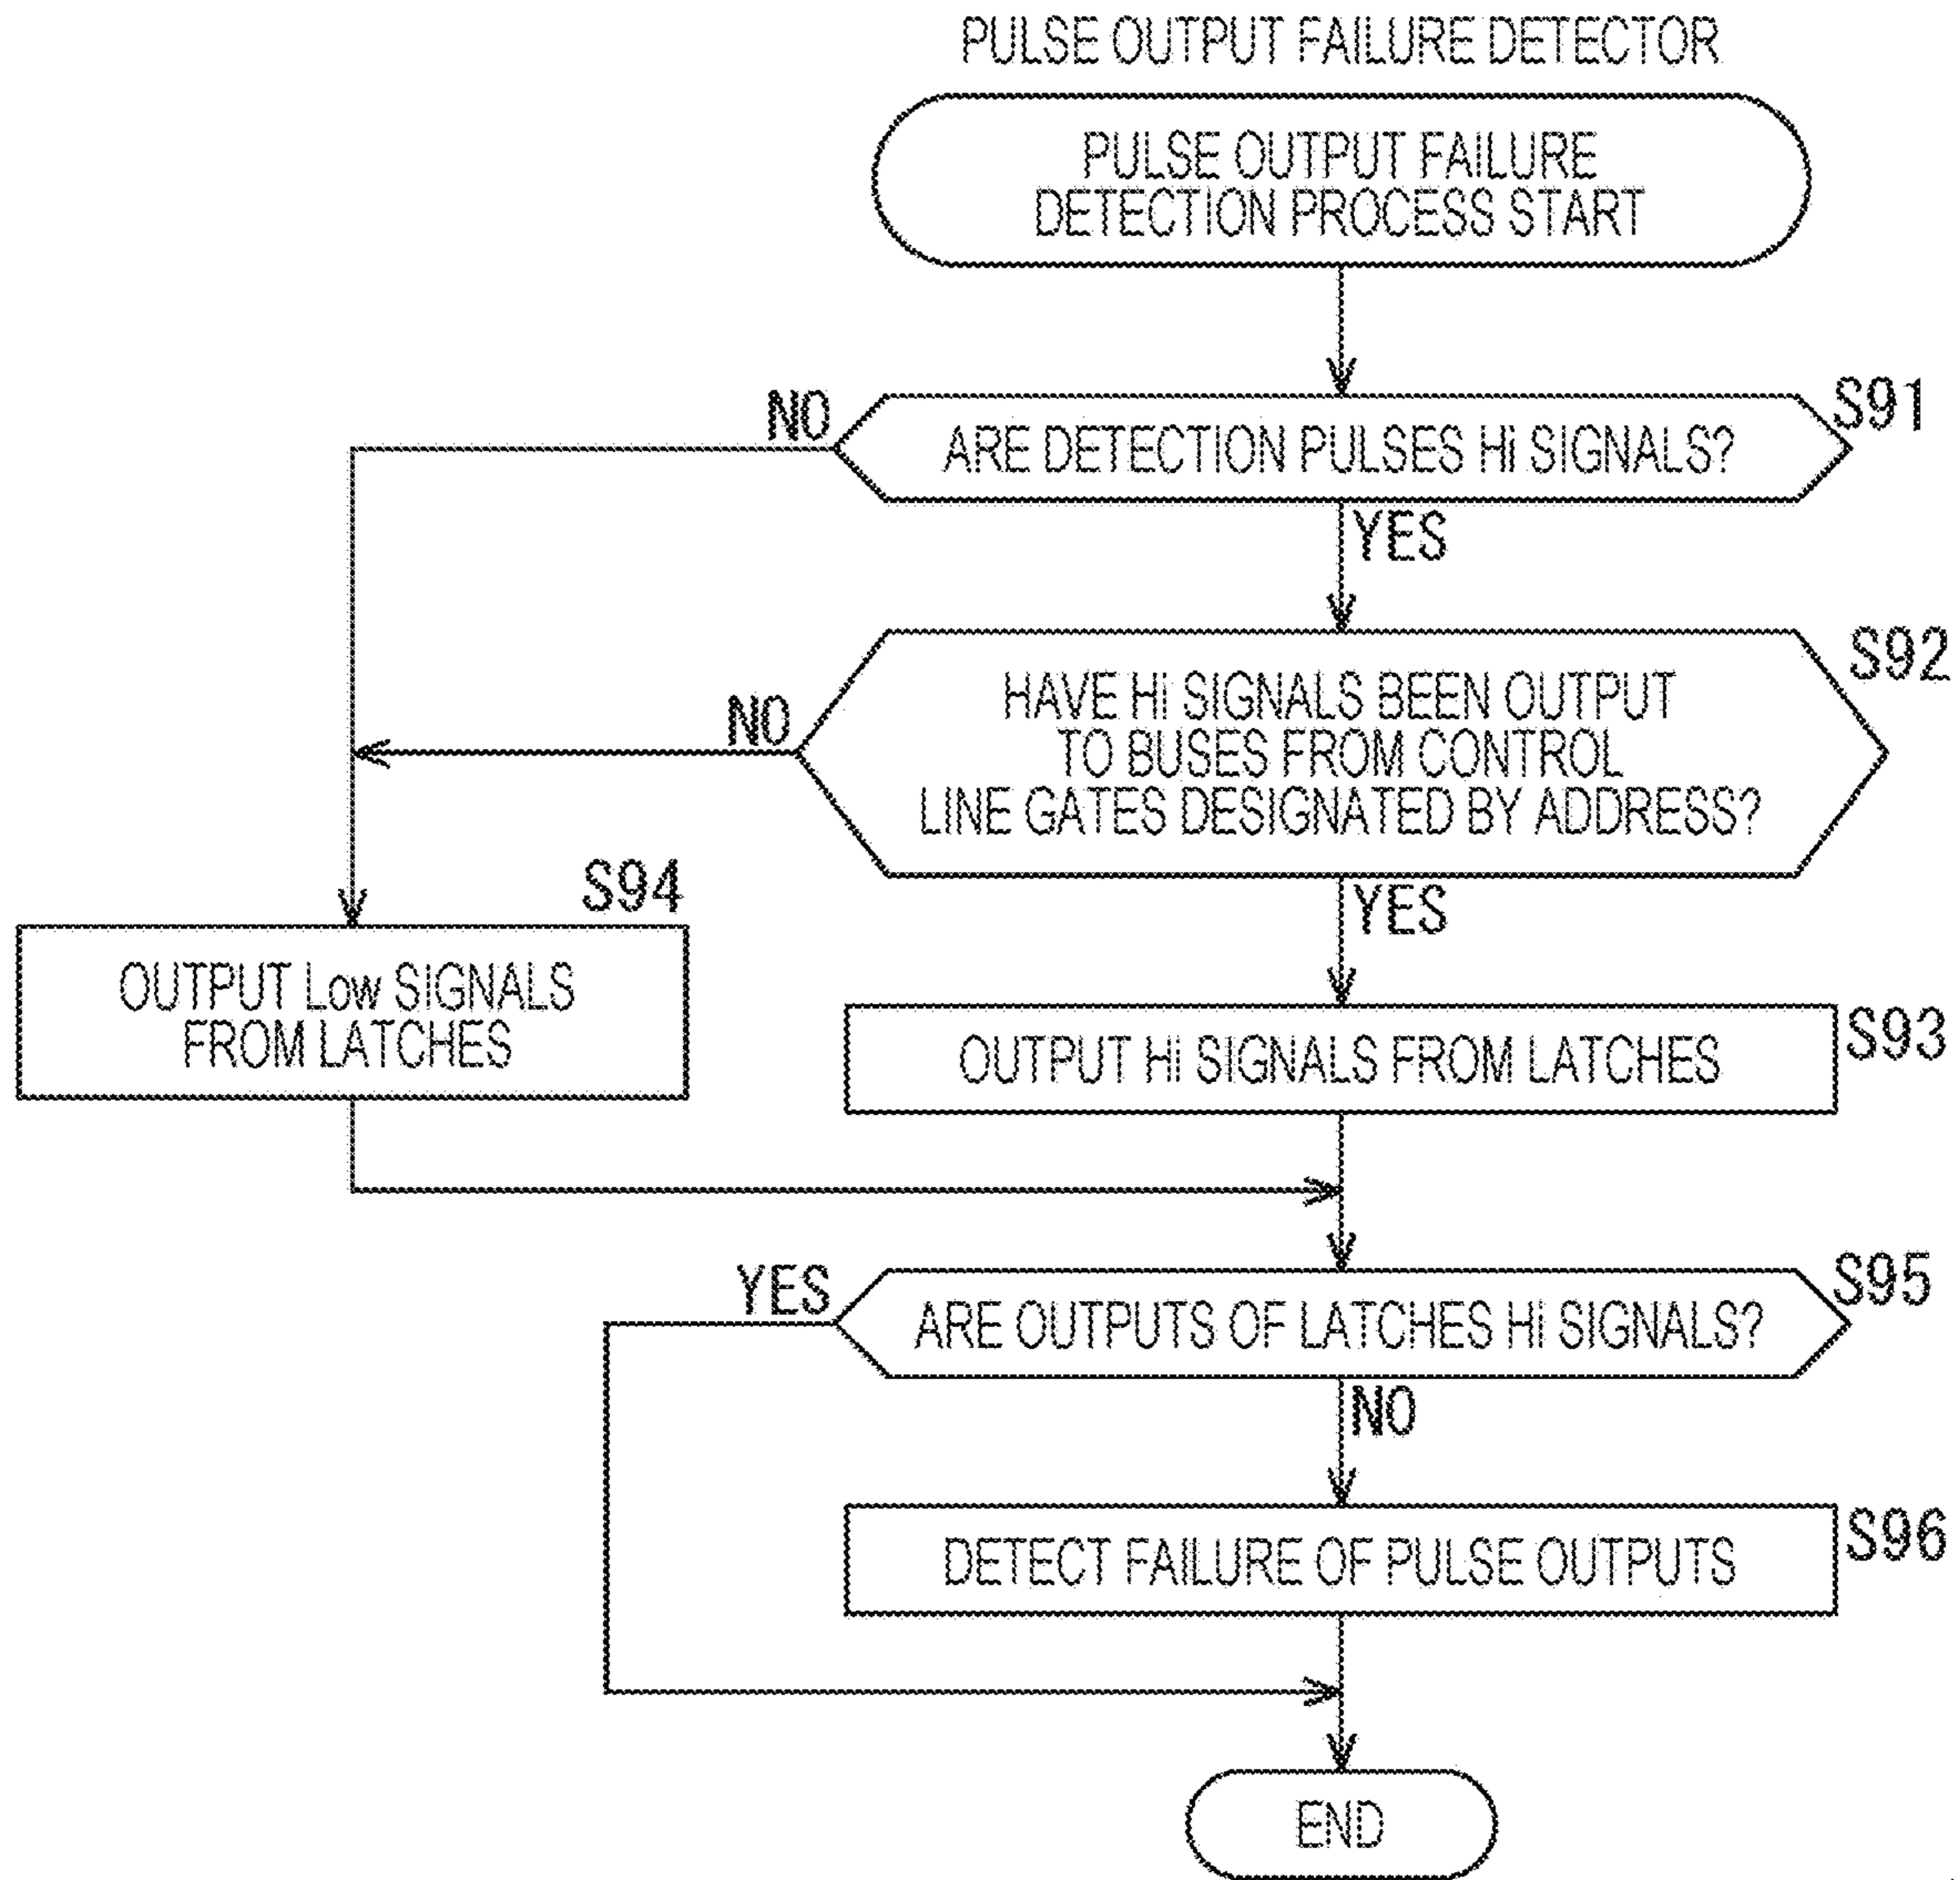 PULSE OUTPUT FAILURE DETECTOR
PULSE OUTPUT FAILURE
DETECTION PROCESS START
NO
S91
ARE DETECTION PULSES Hi SIGNALS?
YES
S92
HAVE Hi SIGNALS BEEN OUTPUT
TO BUSES FROM CONTROL
LINE GATES DESIGNATED BY ADDRESS?
NO
YES
S94
OUTPUT Low SIGNALS
FROM LATCHES
S93
OUTPUT Hi SIGNALS FROM LATCHES
YES
S95
ARE OUTPUTS OF LATCHES Hi SIGNALS?
NO
S96
DETECT FAILURE OF PULSE OUTPUTS
END